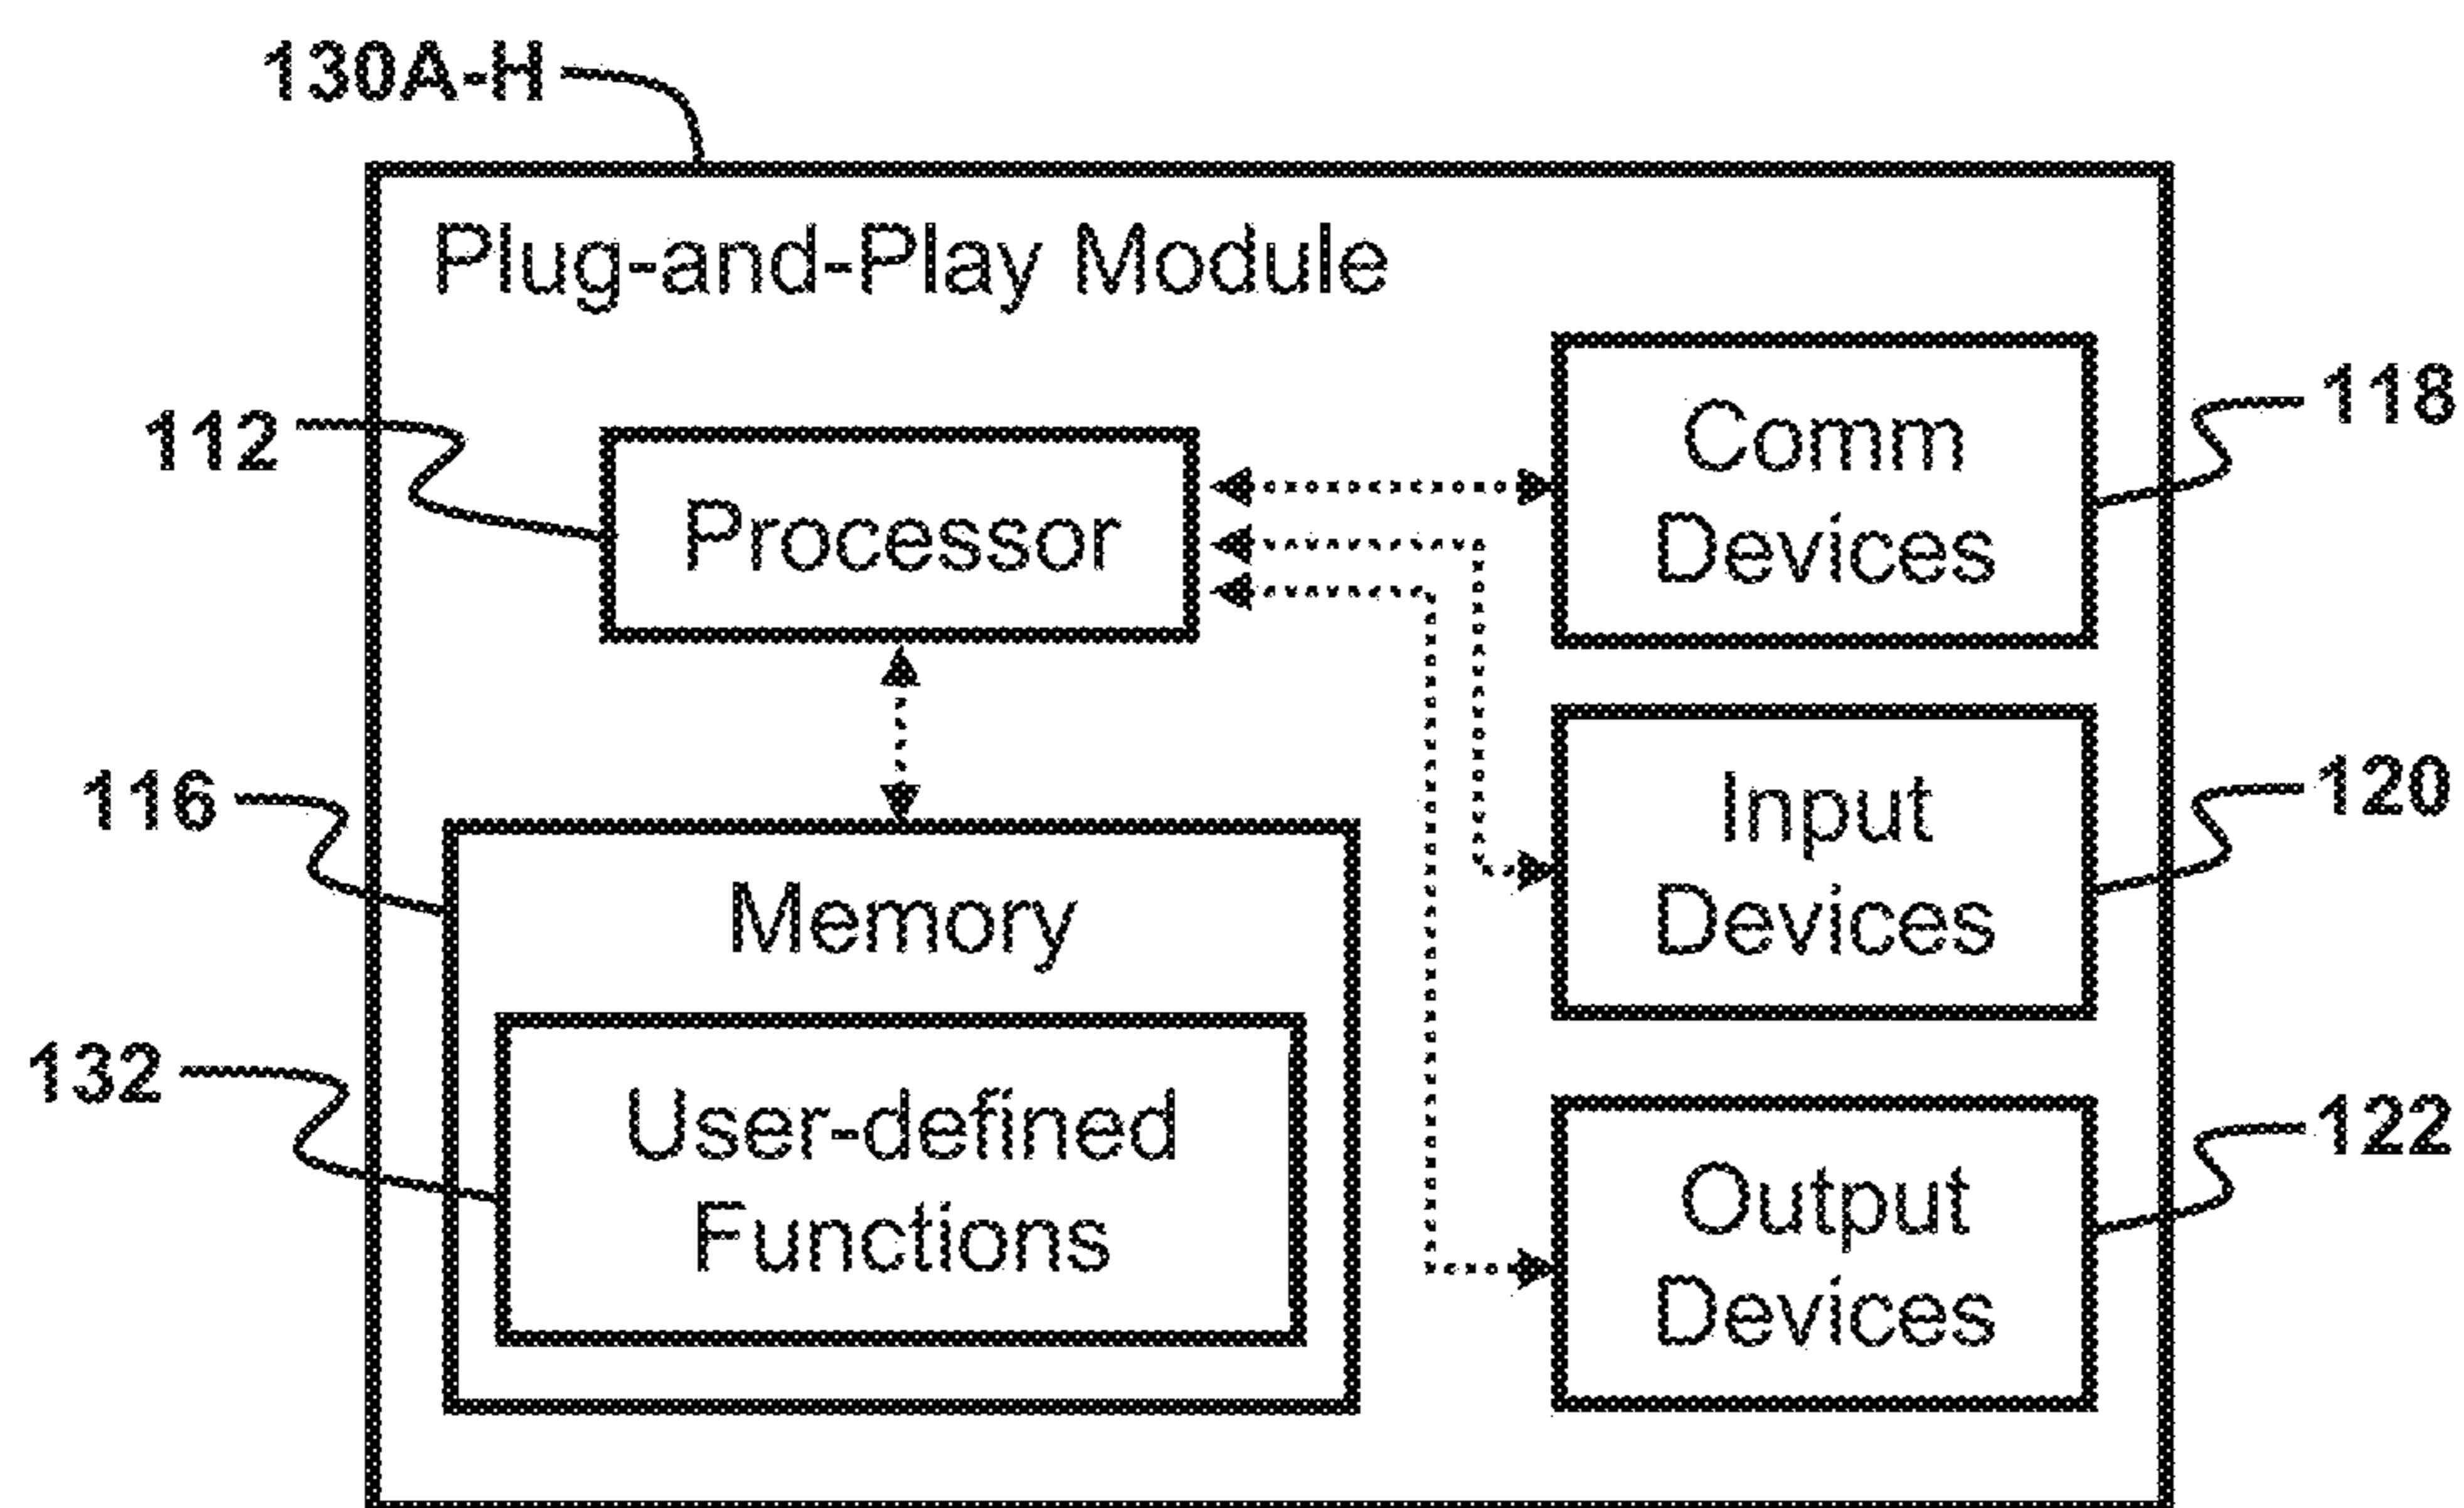 130A-H
Plug-and-Play Module
118
Comm
Devices
112
Processor
116
Memory
120
Input
Devices
132
User-defined
Functions
122
Output
Devices